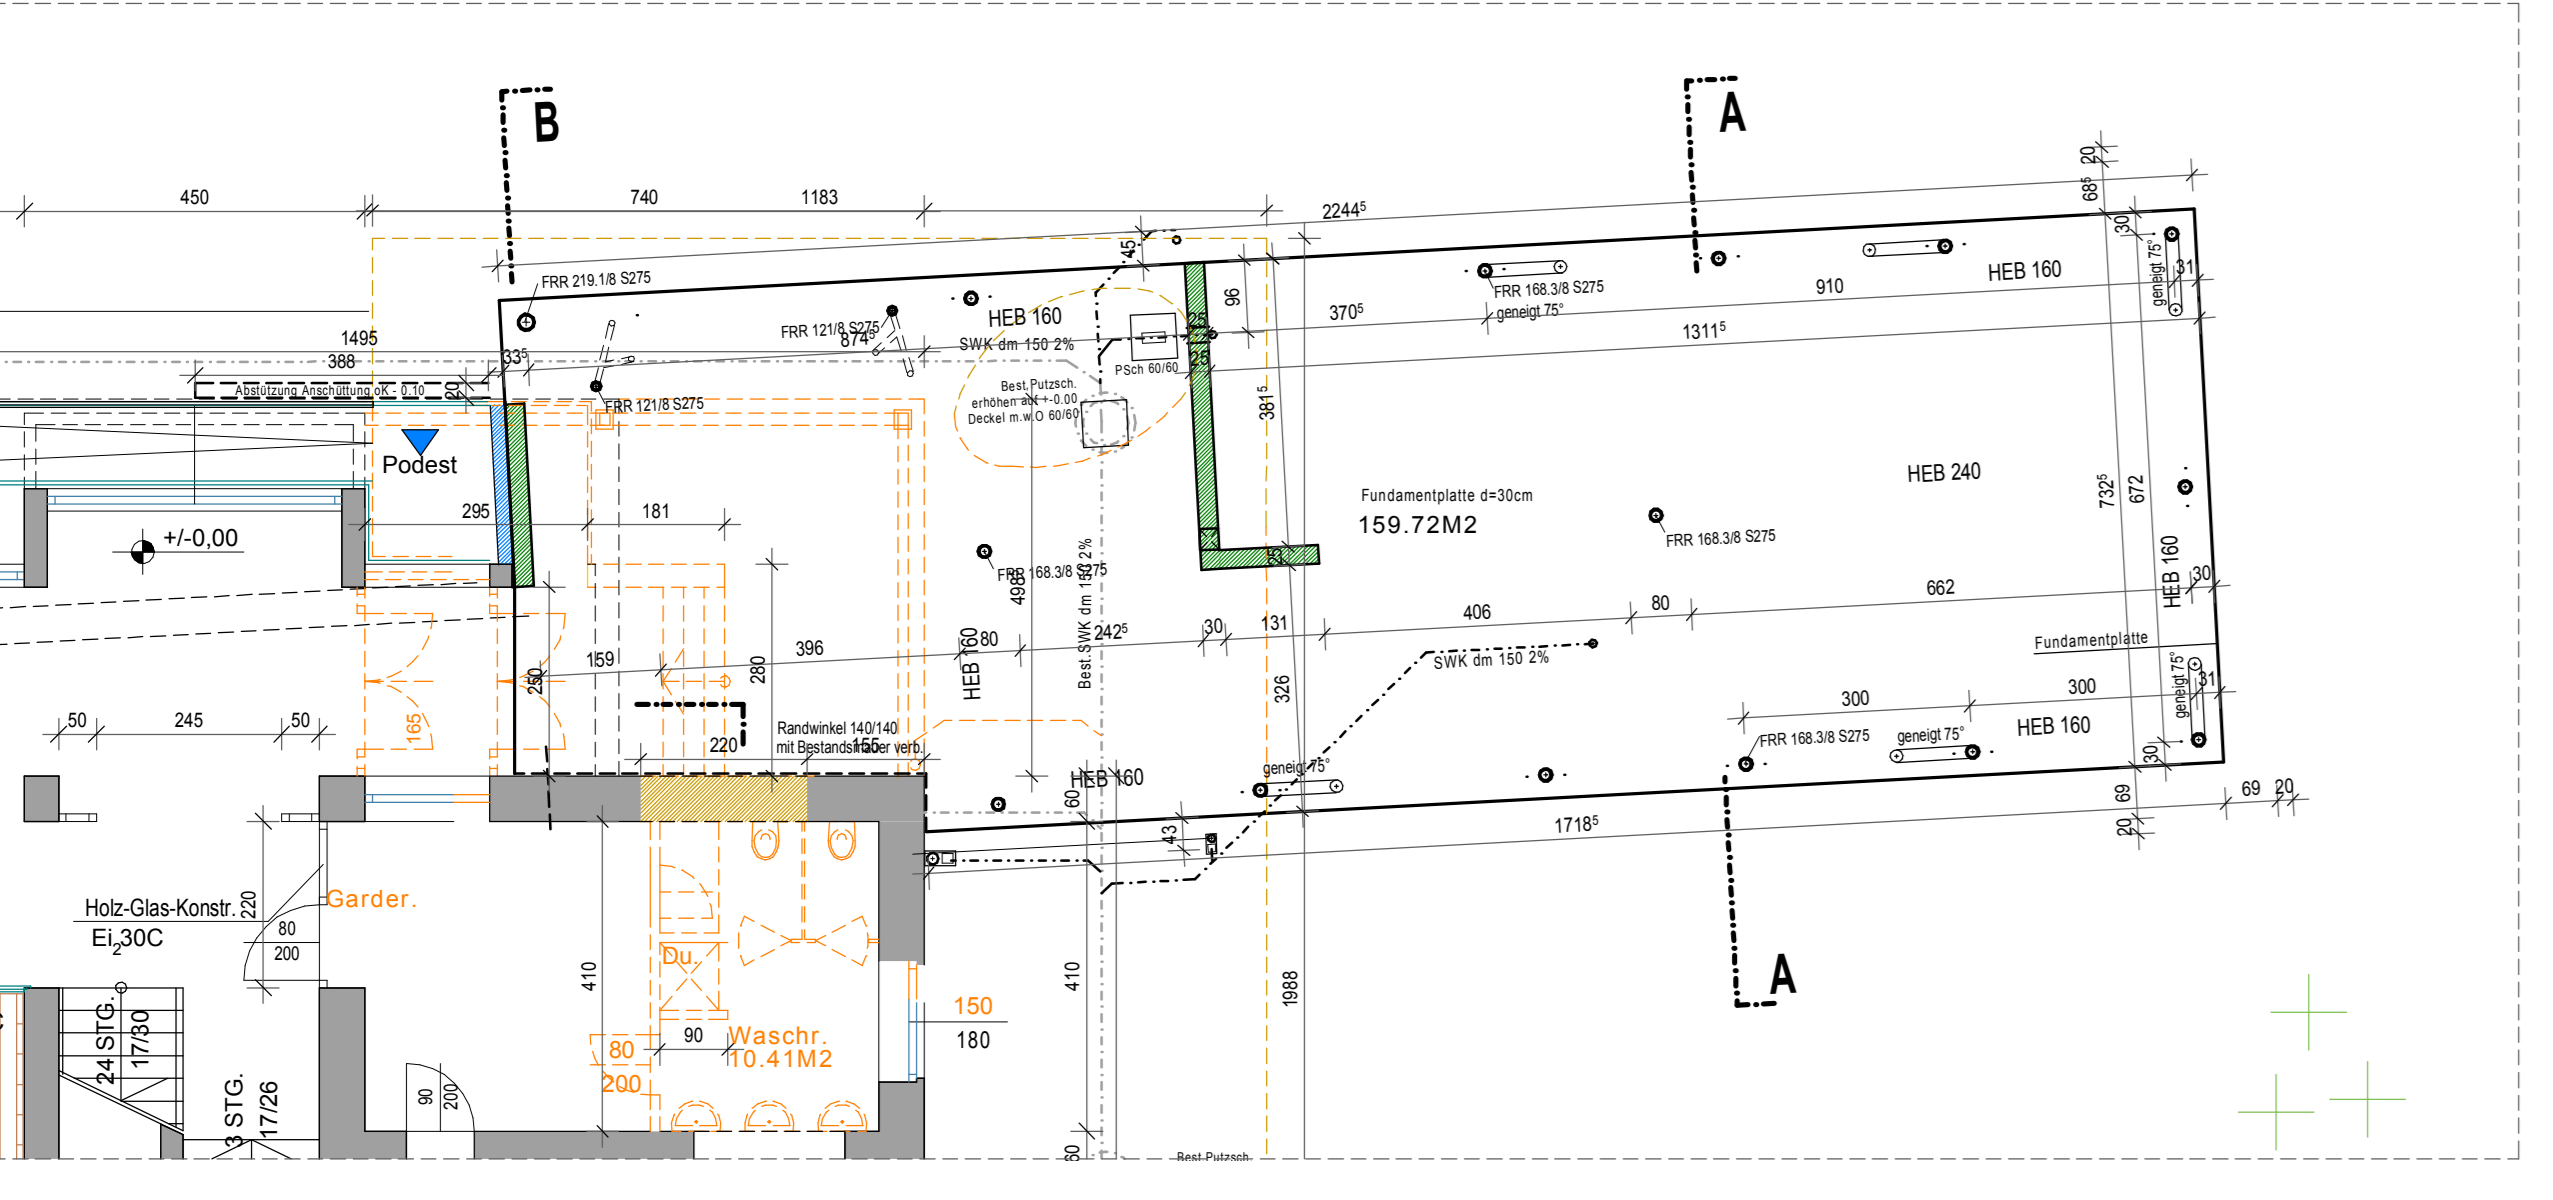 B
A
450
740
1183
2244⁵
20
68⁵
30
45
FRR 219.1/8 S275
HEB 160
geneigt 75°
31
96
FRR 168.3/8 S275
geneigt 75°
910
370⁵
HEB 160
FRR 121/8 S275
874⁵
SWK dm 150 2%
25
25
1311⁵
1495
388
33⁵
PSch 60/60
Abstützung Anschüttung oK - 0.10
20
FRR 121/8 S275
Best.Putzsch.
erhöhen auf +-0.00
Deckel m.w.O 60/60
381⁵
Podest
HEB 240
732⁵
672
Fundamentplatte d=30cm
159.72M2
295
181
+/-0,00
FRR 168.3/8 S275
25
FRR 168.3/8 S275
498
Best.SWK dm 150 2%
HEB 160
30
662
80
406
131
30
242⁵
80
396
159
280
250
HEB 160
Fundamentplatte
SWK dm 150 2%
326
geneigt 75°
31
300
300
50
245
50
165
Randwinkel 140/140
mit Bestandsmauer verb.
220
155
FRR 168.3/8 S275
geneigt 75°
HEB 160
30
geneigt 75°
HEB 160
60
43
1718⁵
69
20
69
20
Holz-Glas-Konstr.
Ei₂30C
220
80
200
Garder.
410
Du.
410
1988
A
150
180
90
Waschr.
10.41M2
80
200
24 STG.
17/30
3 STG.
17/26
90
200
60
Best.Putzsch.